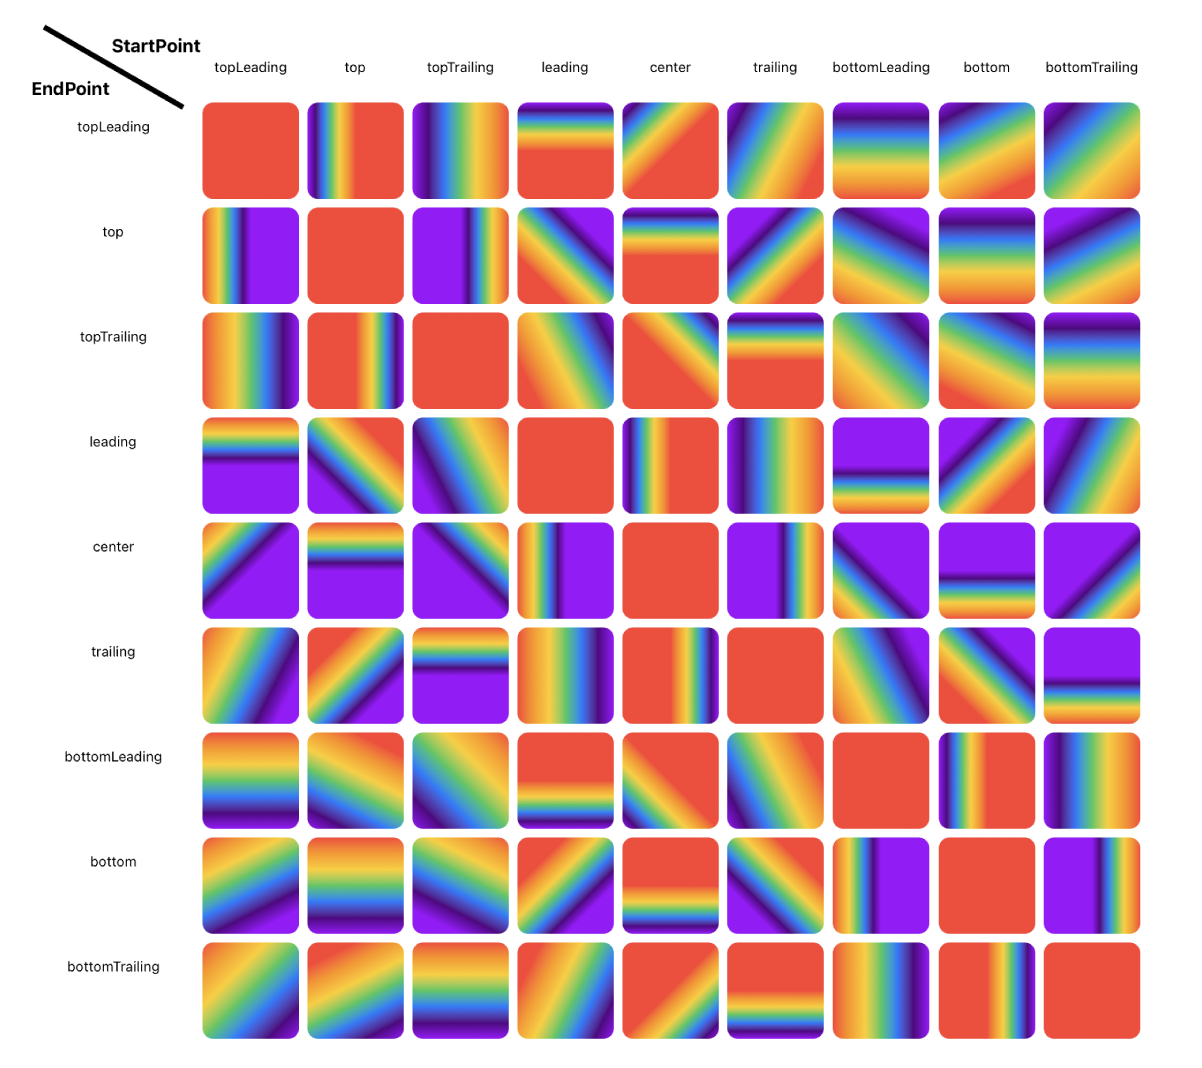 StartPoint
EndPoint
topLeading top topTrailing leading center trailing bottomLeading bottom bottomTrailing
topLeading
top
topTrailing
leading
center
trailing
bottomLeading
bottom
bottomTrailing